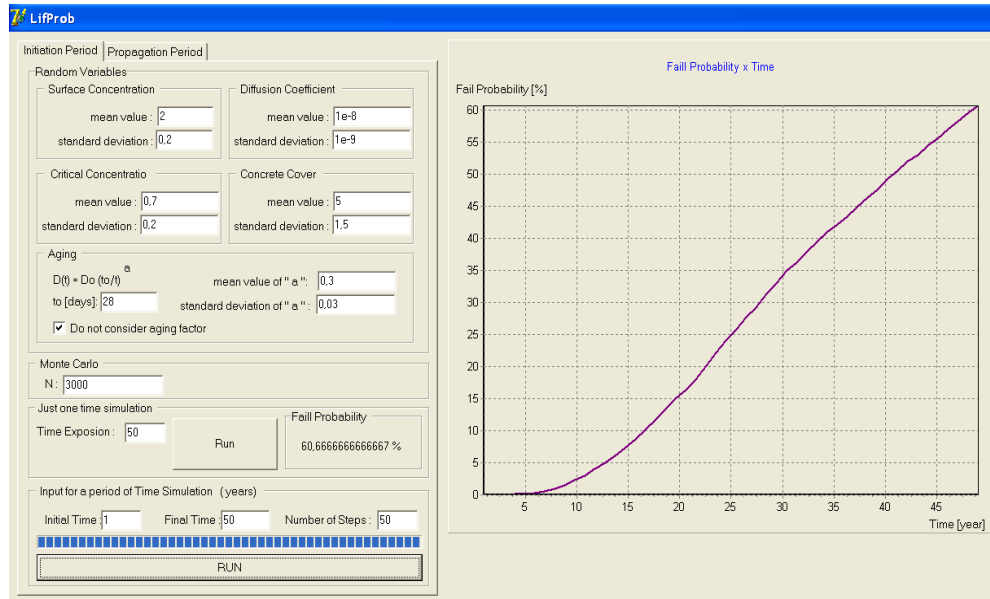 LifProb
Initiation Period Propagation Period
Random Variables
Surface Concentration
mean value : 2
standard deviation : 0,2
Diffusion Coefficient
mean value : 1e-8
standard deviation : 1e-9
Critical Concentratio
mean value : 0,7
standard deviation : 0,2
Concrete Cover
mean value : 5
standard deviation : 1,5
Aging
D(t) = Do (to/t) a
to [days]: 28
mean value of " a ": 0,3
standard deviation of " a " : 0,03
Do not consider aging factor
Monte Carlo
N : 3000
Just one time simulation
Time Exposion : 50
Run
Faill Probability
60,6666666666667 %
Input for a period of Time Simulation (years)
Initial Time : 1 Final Time : 50 Number of Steps : 50
RUN
Faill Probability x Time
Fail Probability [%]
60
55
50
45
40
35
30
25
20
15
10
5
0
5 10 15 20 25 30 35 40 45
Time [year]